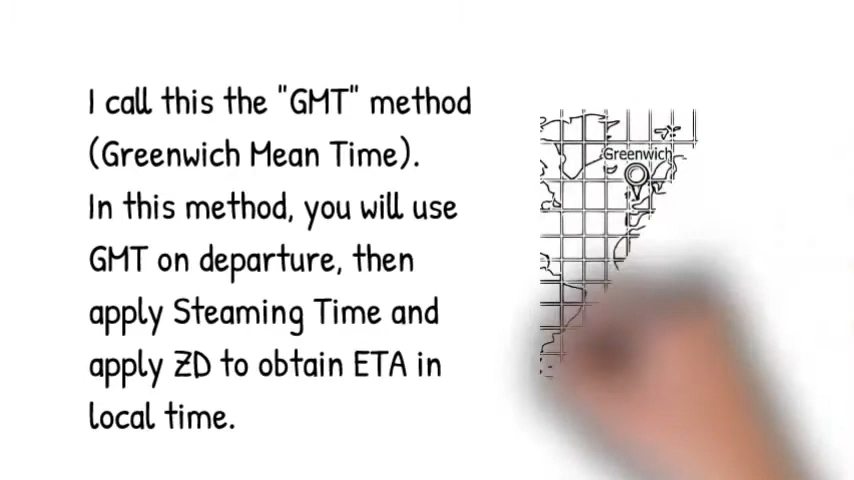 I call this the "GMT" method
(Greenwich Mean Time).
In this method, you will use
GMT on departure, then
apply Steaming Time and
apply ZD to obtain ETA in
local time.
Greenwich